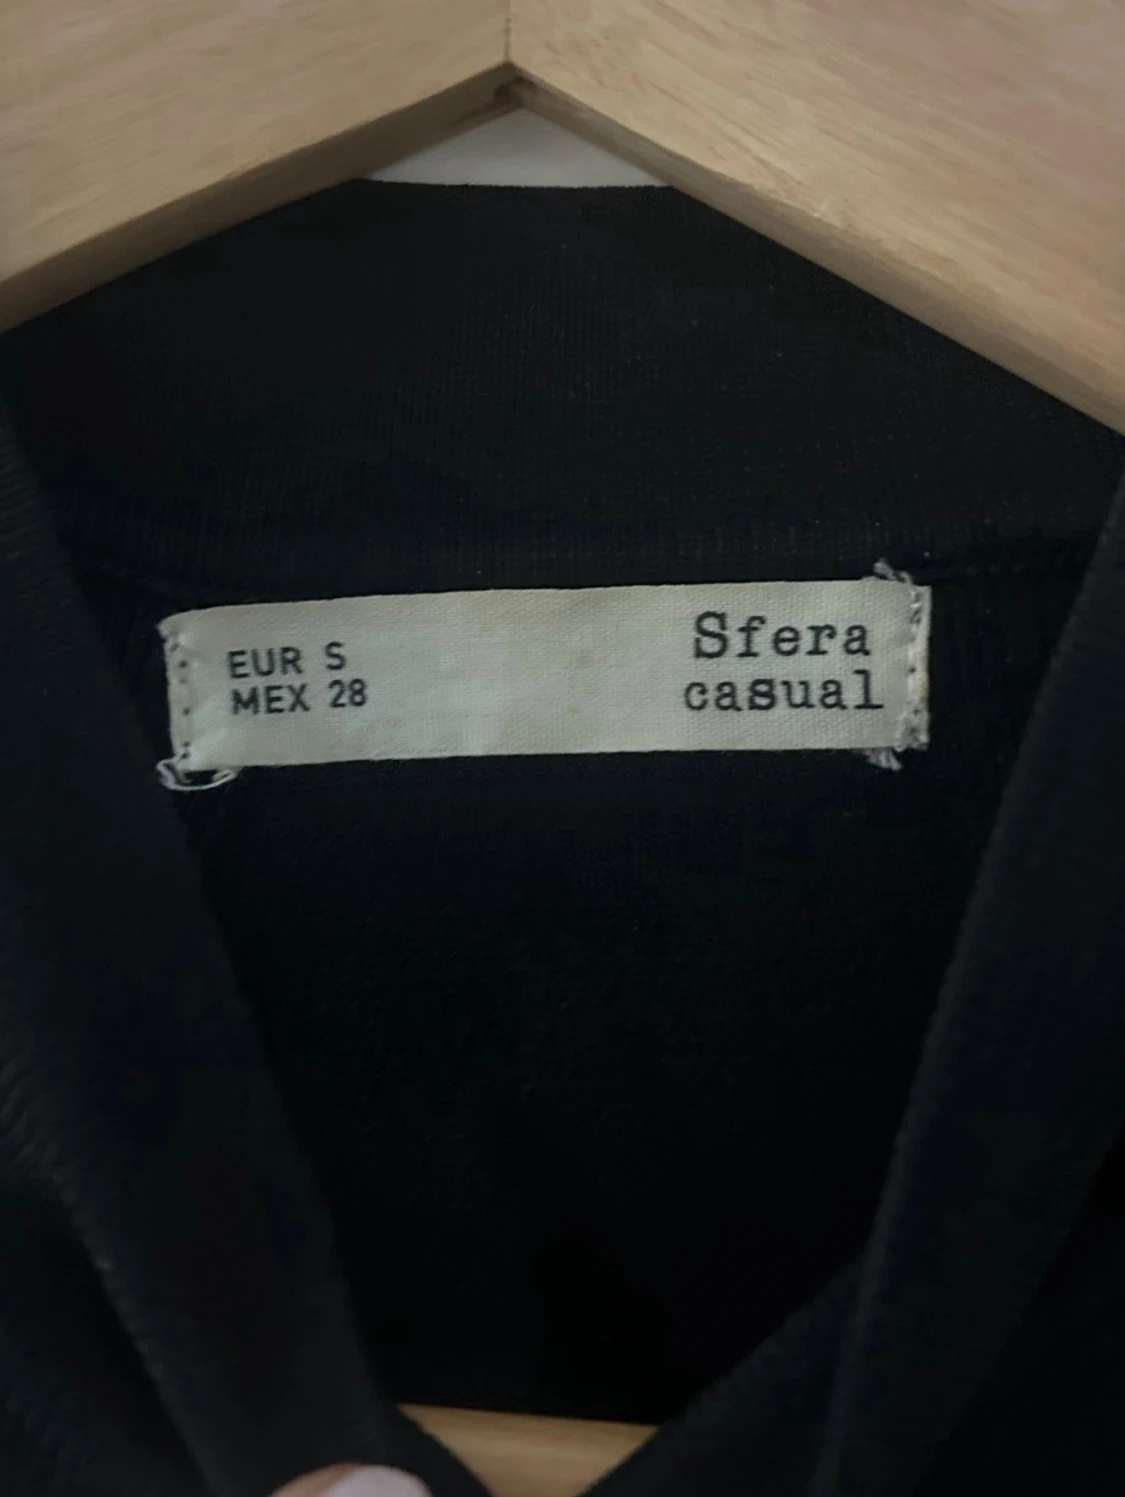 EUR S
MEX 28
Sfera
casual